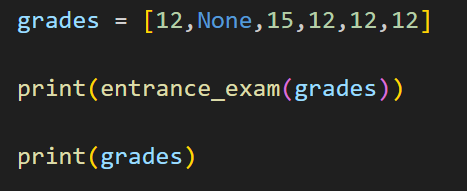 grades = [12,None,15,12,12,12]
print(entrance_exam(grades))
print(grades)